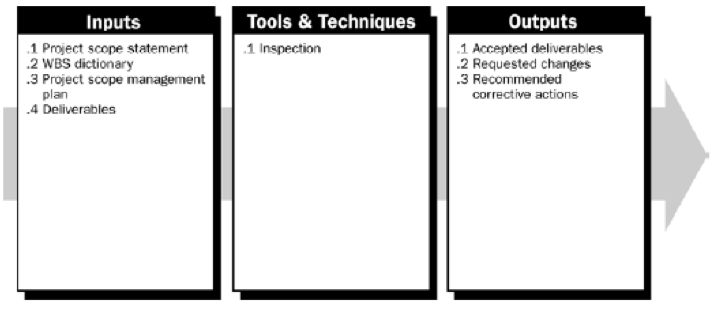 Inputs
.1 Project scope statement
.2 WBS dictionary
.3 Project scope management
plan
.4 Deliverables
Tools & Techniques
.1 Inspection
Outputs
.1 Accepted deliverables
.2 Requested changes
.3 Recommended
corrective actions